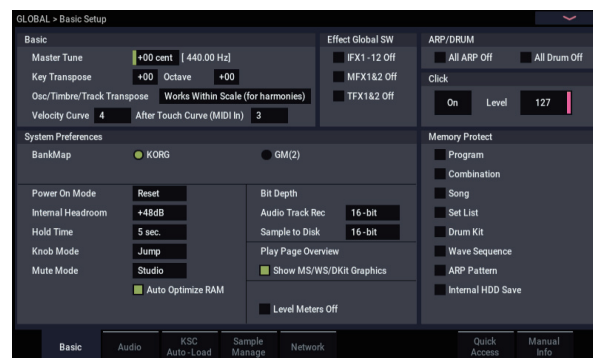 GLOBAL > Basic Setup
Basic
Master Tune +00 cent [ 440.00 Hz]
Key Transpose +00 Octave +00
Osc/Timbre/Track Transpose Works Within Scale (for harmonies)
Velocity Curve 4 After Touch Curve (MIDI In) 3
Effect Global SW
IFX1-12 Off
MFX1&2 Off
TFX1&2 Off
ARP/DRUM
All ARP Off All Drum Off
Click
On Level 127
System Preferences
BankMap KORG GM(2)
Power On Mode Reset
Internal Headroom +48dB
Hold Time 5 sec.
Knob Mode Jump
Mute Mode Studio
Auto Optimize RAM
Bit Depth
Audio Track Rec 16-bit
Sample to Disk 16-bit
Play Page Overview
Show MS/WS/DKit Graphics
Level Meters Off
Memory Protect
Program
Combination
Song
Set List
Drum Kit
Wave Sequence
ARP Pattern
Internal HDD Save
Basic
Audio
KSC
Auto-Load
Sample
Manage
Network
Quick
Access
Manual
Info